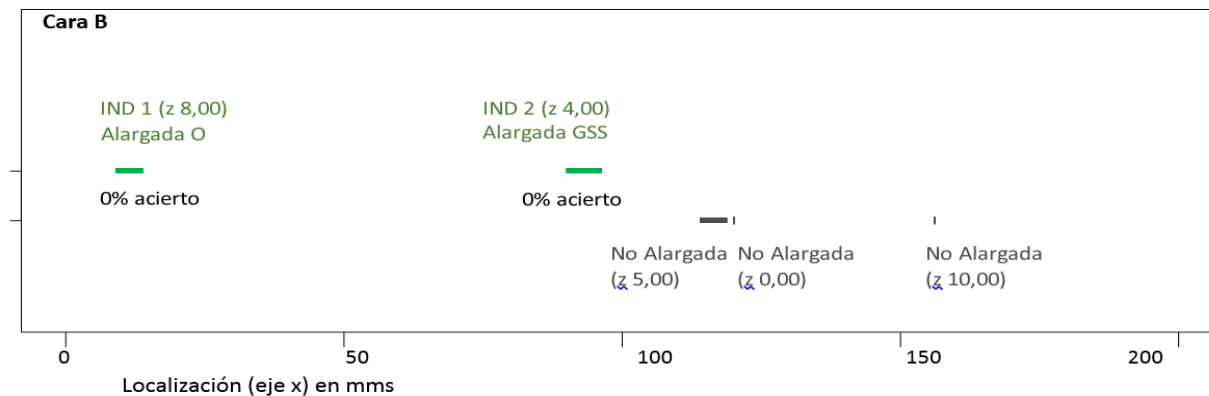 Cara B
IND 1 (z 8,00)
Alargada O
IND 2 (z 4,00)
Alargada GSS
0% acierto
0% acierto
No Alargada
(z 5,00)
No Alargada
(z 0,00)
No Alargada
(z 10,00)
0 50 100 150 200
Localización (eje x) en mms